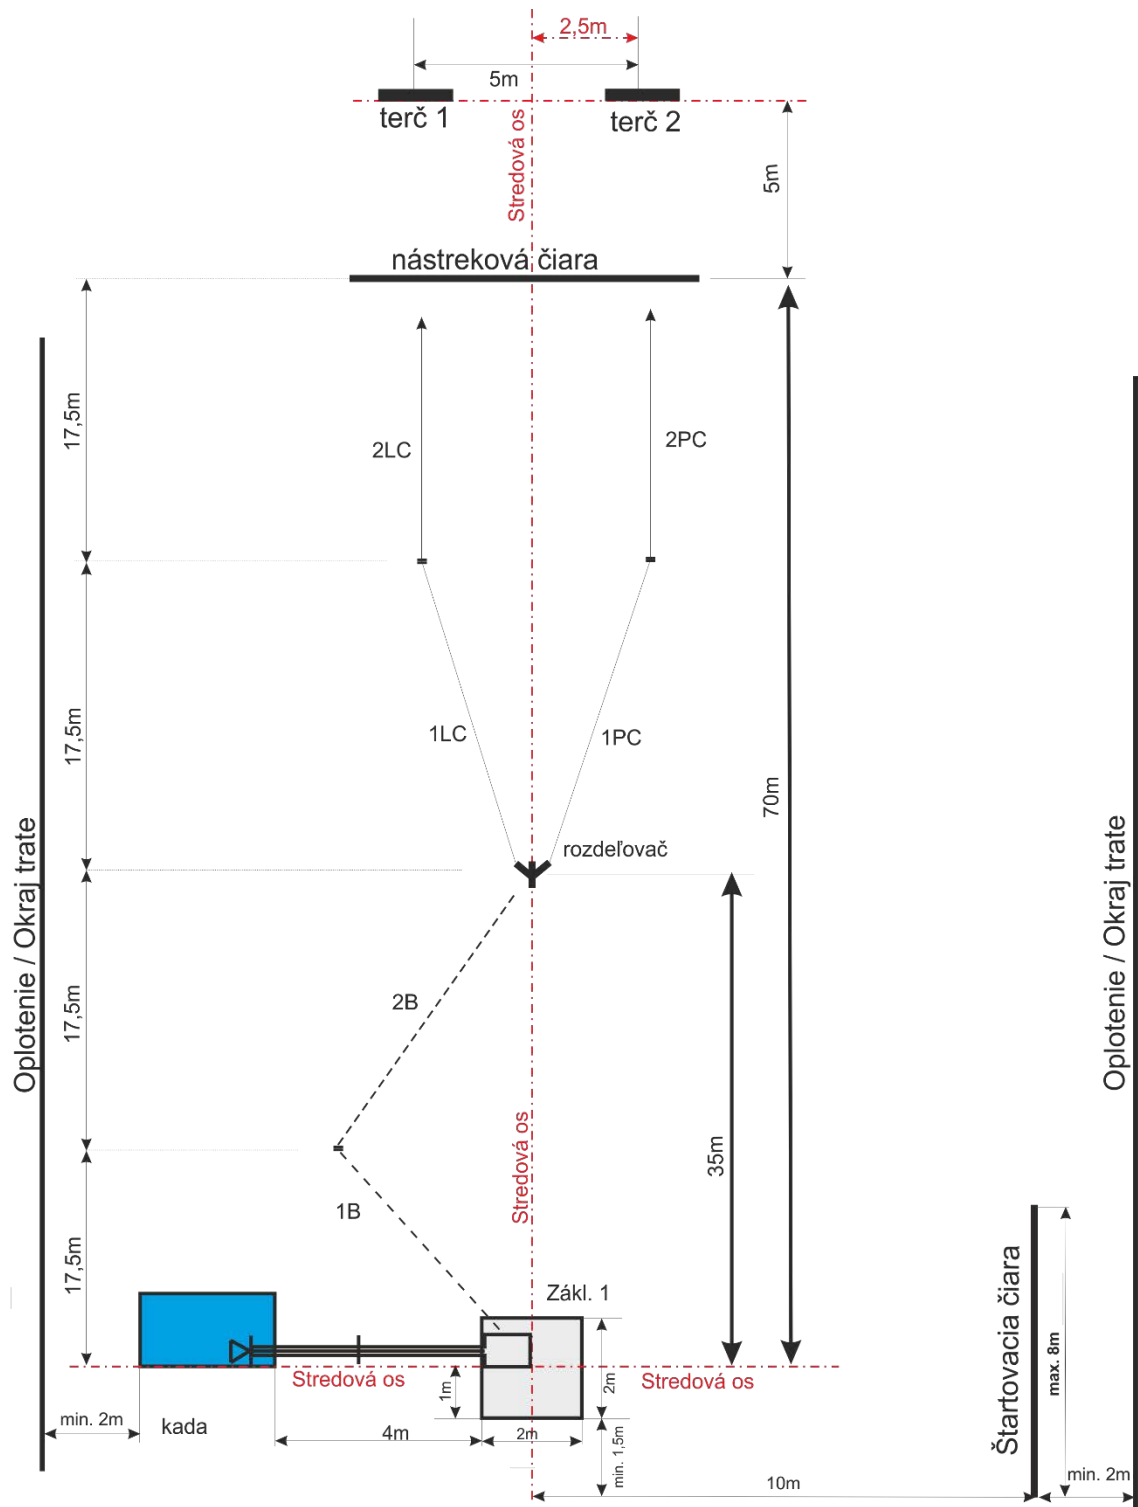 2,5m
5m
terč 1
terč 2
Stredová os
5m
nástreková čiara
17,5m
2LC
2PC
17,5m
1LC
1PC
70m
rozdeľovač
Oplotenie / Okraj trate
Oplotenie / Okraj trate
17,5m
2B
35m
Stredová os
1B
17,5m
Zákl. 1
Štartovacia čiara
max. 8m
Stredová os
1m
2m
Stredová os
min. 2m
kada
4m
2m
min. 1,5m
10m
min. 2m